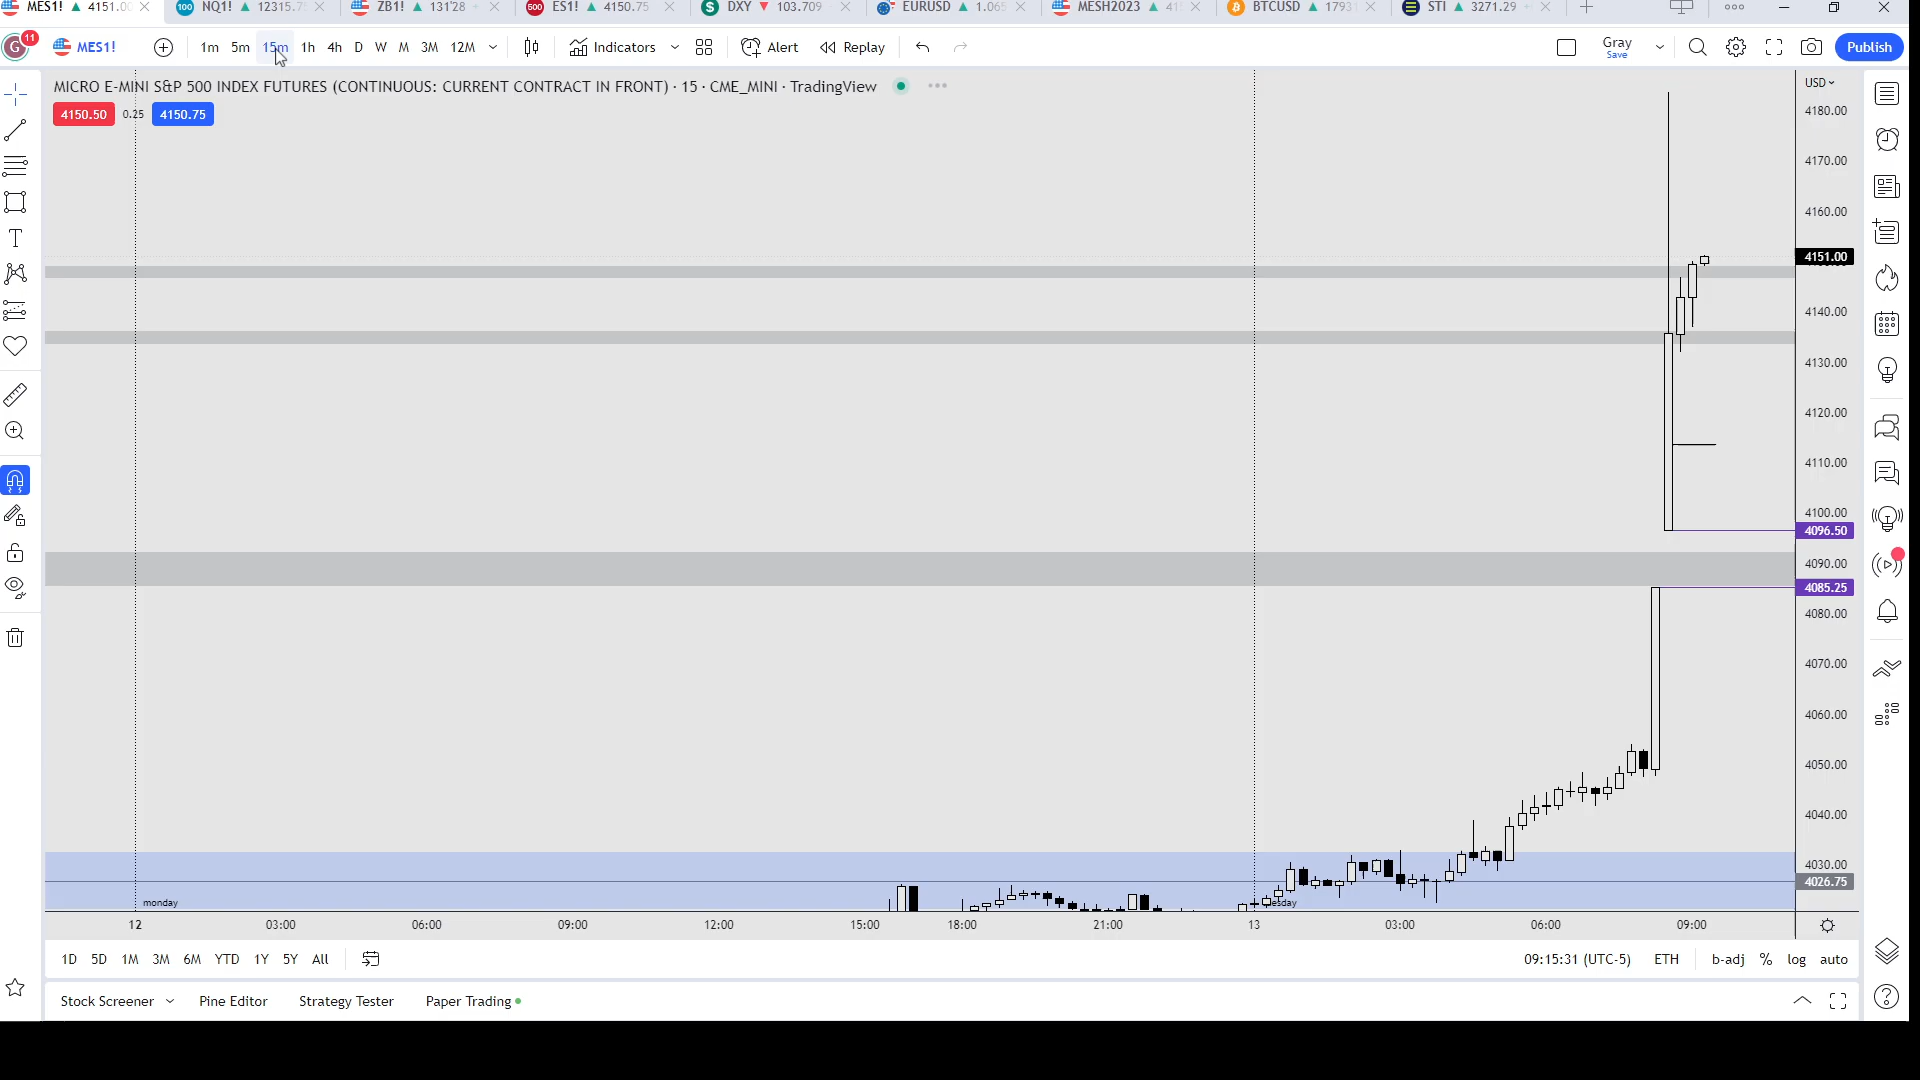 MES1! 4151.00 NQ1! 12315.7 ZB1! 131'28 ES1! 4150.75 DXY 103.709 EURUSD 1.065 MESH2023 BTCUSD 1793 STI 3271.29
G 11 MES1! 1m 5m 15m 1h 4h D W M 3M 12M Indicators Alert Replay Gray Save Publish
MICRO E-MINI S&P 500 INDEX FUTURES (CONTINUOUS: CURRENT CONTRACT IN FRONT) · 15 · CME_MINI · TradingView
USD
4150.50 0.25 4150.75
4180.00
4170.00
4160.00
4151.00
4140.00
4130.00
4120.00
4110.00
4100.00
4096.50
4090.00
4085.25
4080.00
4070.00
4060.00
4050.00
4040.00
4030.00
4026.75
monday
12 03:00 06:00 09:00 12:00 15:00 18:00 21:00 13 03:00 06:00 09:00
1D 5D 1M 3M 6M YTD 1Y 5Y All 09:15:31 (UTC-5) ETH b-adj % log auto
Stock Screener Pine Editor Strategy Tester Paper Trading